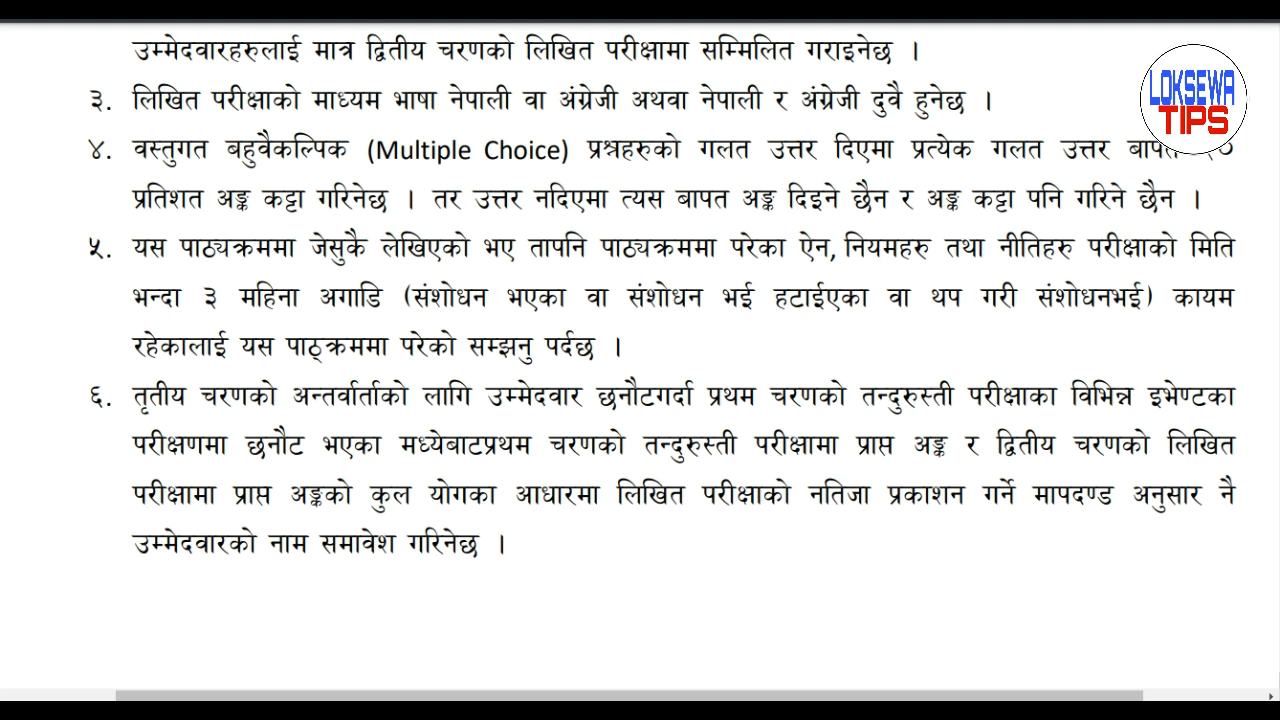 उम्मेदवारहरुलाई मात्र द्वितीय चरणको लिखित परीक्षामा सम्मिलित गराइनेछ ।
LOKSEWA
TIPS
३. लिखित परीक्षाको माध्यम भाषा नेपाली वा अंग्रेजी अथवा नेपाली र अंग्रेजी दुवै हुनेछ ।
४. वस्तुगत बहुवैकल्पिक (Multiple Choice) प्रश्नहरुको गलत उत्तर दिएमा प्रत्येक गलत उत्तर बापत
प्रतिशत अङ्क कट्टा गरिनेछ । तर उत्तर नदिएमा त्यस बापत अङ्क दिइने छैन र अङ्क कट्टा पनि गरिने छैन ।
५. यस पाठ्यक्रममा जेसुकै लेखिएको भए तापनि पाठ्यक्रममा परेका ऐन, नियमहरु तथा नीतिहरु परीक्षाको मिति
भन्दा ३ महिना अगाडि (संशोधन भएका वा संशोधन भई हटाईएका वा थप गरी संशोधनभई) कायम
रहेकालाई यस पाठ्क्रममा परेको सम्झनु पर्दछ ।
६. तृतीय चरणको अन्तर्वार्ताको लागि उम्मेदवार छनौटगर्दा प्रथम चरणको तन्दुरुस्ती परीक्षाका विभिन्न इभेण्टका
परीक्षणमा छनौट भएका मध्येबाटप्रथम चरणको तन्दुरुस्ती परीक्षामा प्राप्त अङ्क र द्वितीय चरणको लिखित
परीक्षामा प्राप्त अङ्कको कुल योगका आधारमा लिखित परीक्षाको नतिजा प्रकाशन गर्ने मापदण्ड अनुसार नै
उम्मेदवारको नाम समावेश गरिनेछ ।